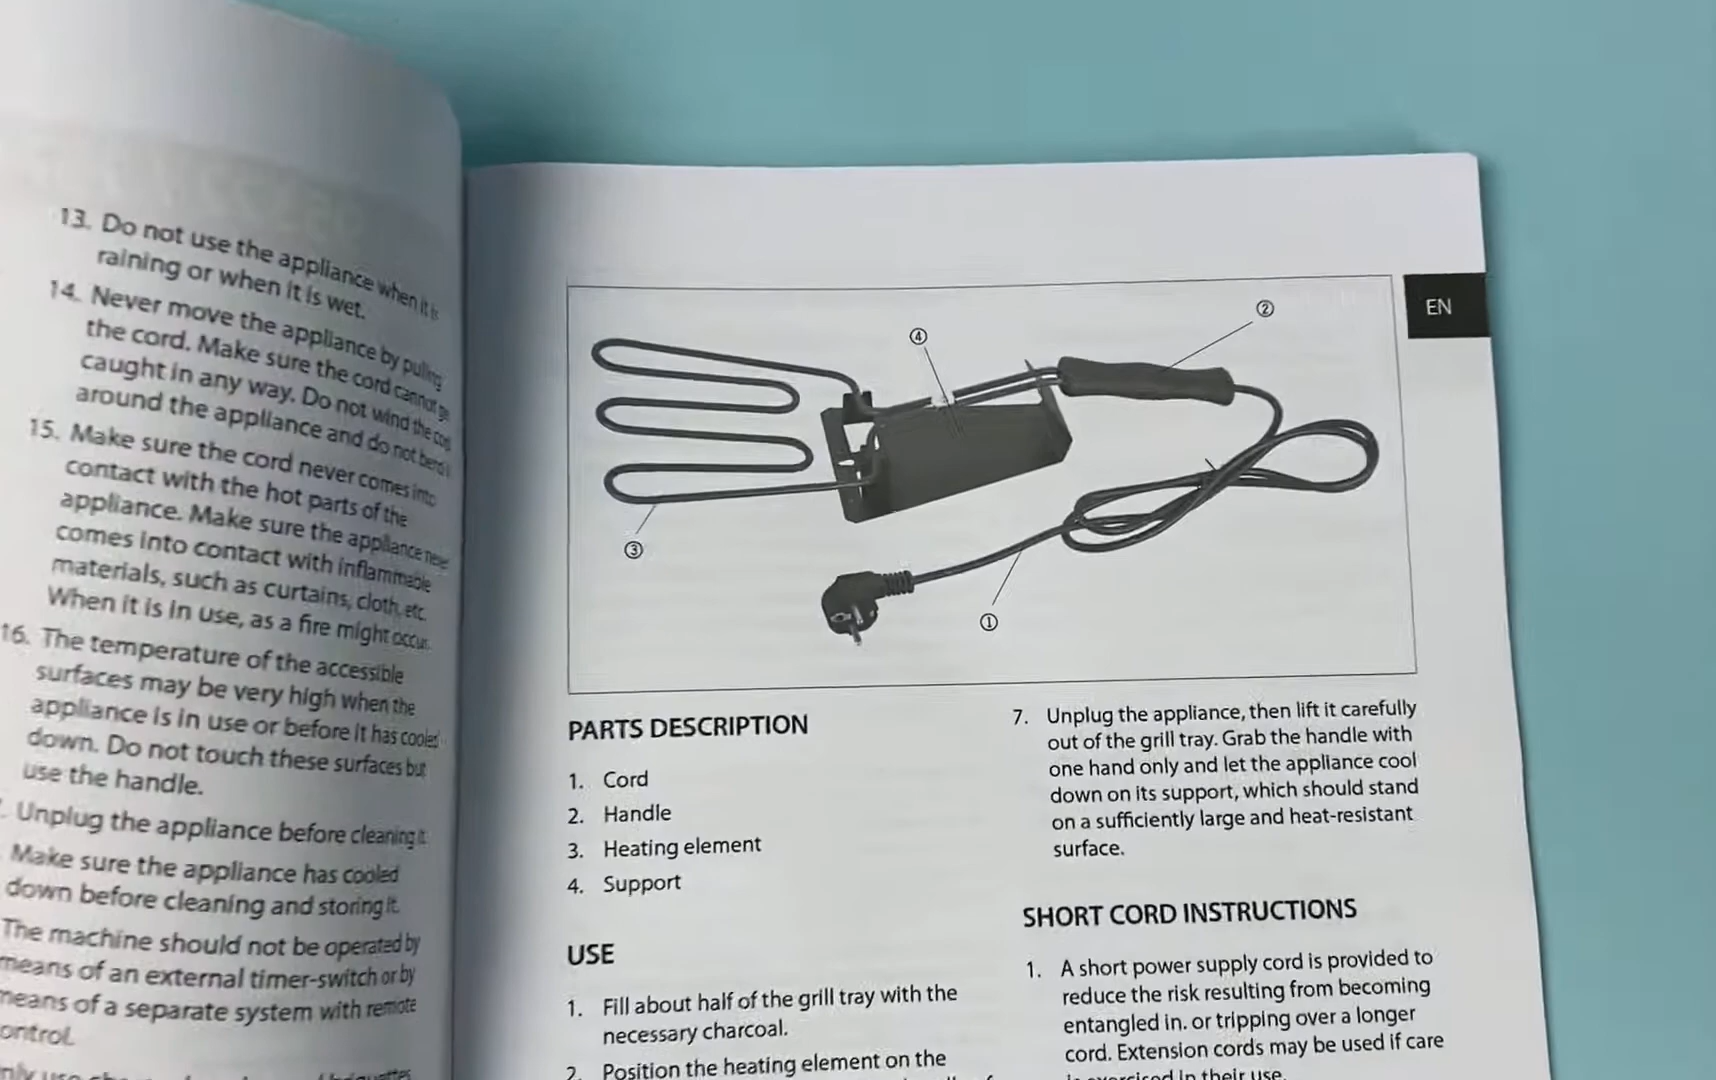 13. Do not use the appliance when it is
raining or when it is wet.
14. Never move the appliance by pulling
the cord. Make sure the cord cannot
caught in any way. Do not wind the cord
around the appliance and do not bend
15. Make sure the cord never comes into
contact with the hot parts of the
appliance. Make sure the appliance never
comes into contact with inflammable
materials, such as curtains, cloth, etc.
When it is in use, as a fire might occur.
16. The temperature of the accessible
surfaces may be very high when the
appliance is in use or before it has cooled
down. Do not touch these surfaces but
use the handle.
Unplug the appliance before cleaning it.
Make sure the appliance has cooled
down before cleaning and storing it.
The machine should not be operated by
means of an external timer-switch or by
means of a separate system with remote
control.
EN
②
④
③
①
PARTS DESCRIPTION
1. Cord
2. Handle
3. Heating element
4. Support
USE
1. Fill about half of the grill tray with the
necessary charcoal.
2. Position the heating element on the
7. Unplug the appliance, then lift it carefully
out of the grill tray. Grab the handle with
one hand only and let the appliance cool
down on its support, which should stand
on a sufficiently large and heat-resistant
surface.
SHORT CORD INSTRUCTIONS
1. A short power supply cord is provided to
reduce the risk resulting from becoming
entangled in. or tripping over a longer
cord. Extension cords may be used if care
is exercised in their use.